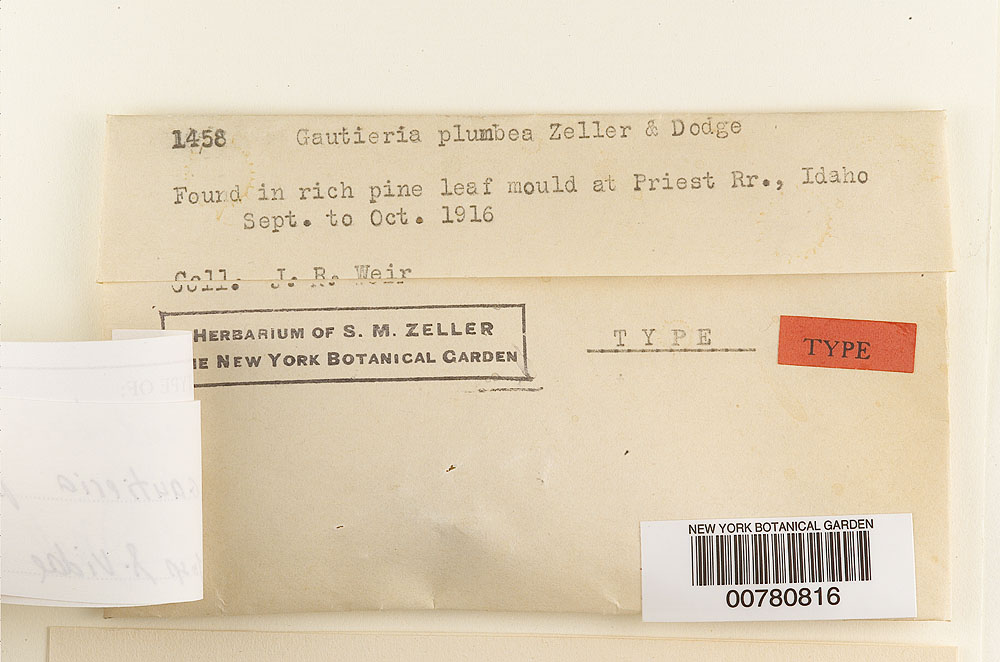 1458 Gautieria plumbea Zeller & Dodge
Found in rich pine leaf mould at Priest Rr., Idaho
Sept. to Oct. 1916
Coll. J. R. Weir
HERBARIUM OF S. M. ZELLER
NEW YORK BOTANICAL GARDEN
TYPE
TYPE
NEW YORK BOTANICAL GARDEN
00780816